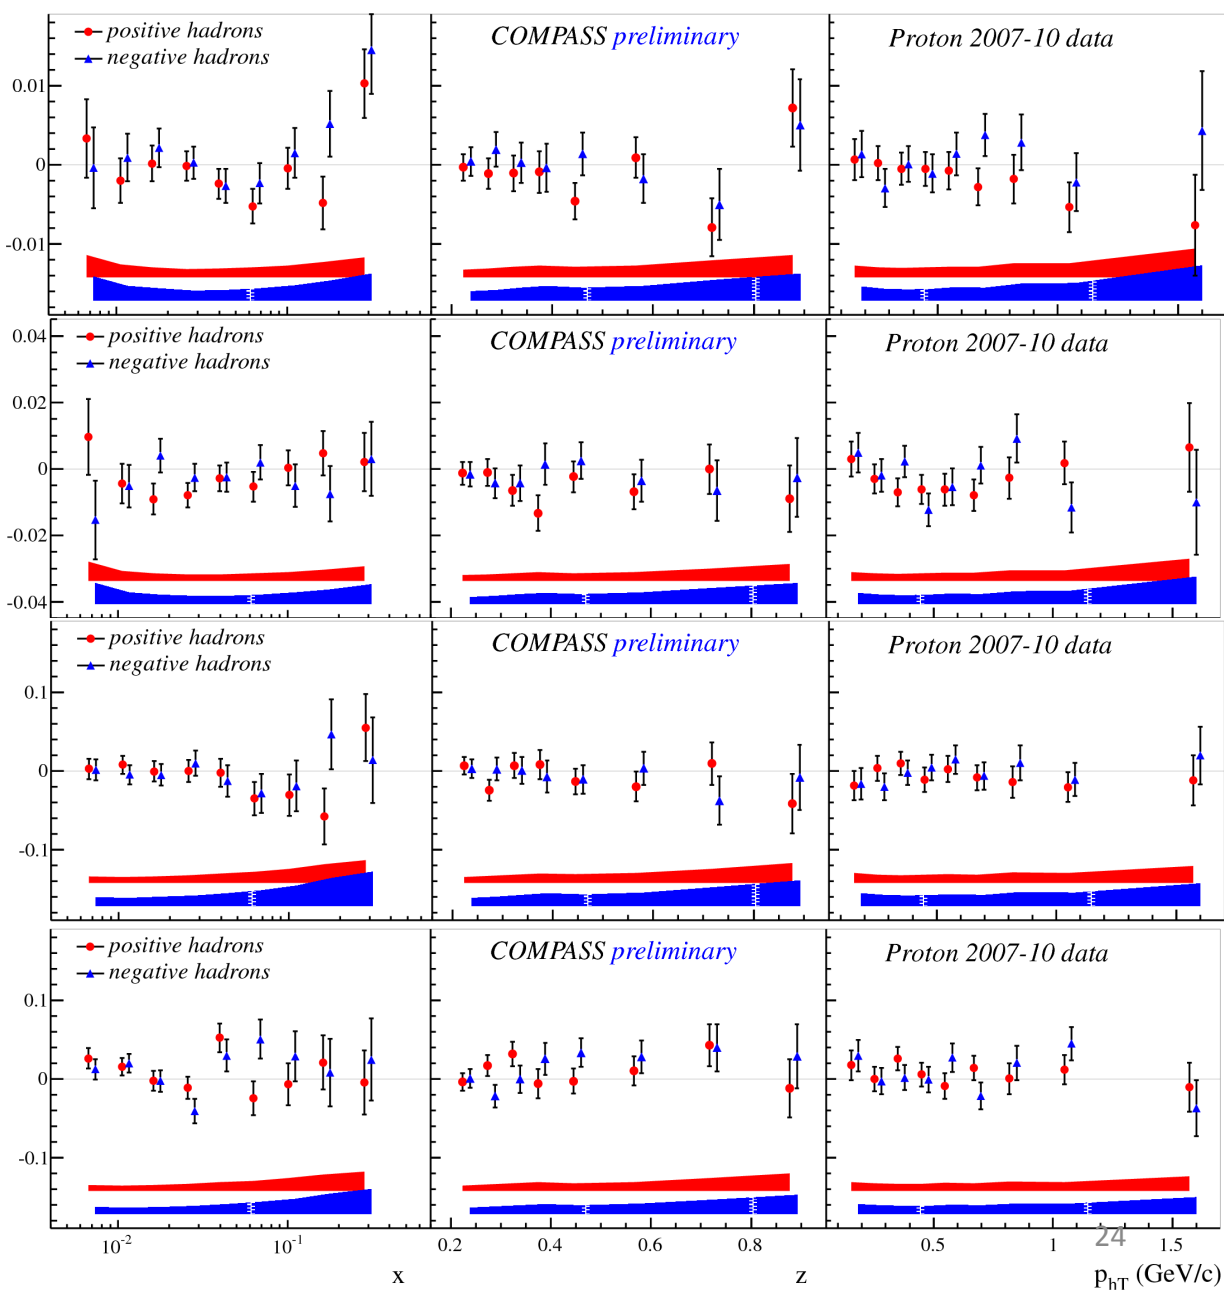 positive hadrons
negative hadrons
COMPASS preliminary
Proton 2007-10 data
0.01
0
-0.01
positive hadrons
negative hadrons
COMPASS preliminary
Proton 2007-10 data
0.04
0.02
0
-0.02
-0.04
positive hadrons
negative hadrons
COMPASS preliminary
Proton 2007-10 data
0.1
0
-0.1
positive hadrons
negative hadrons
COMPASS preliminary
Proton 2007-10 data
0.1
0
-0.1
10-2 10-1 0.2 0.4 0.6 0.8 0.5 1 1.5
24
x z phT (GeV/c)